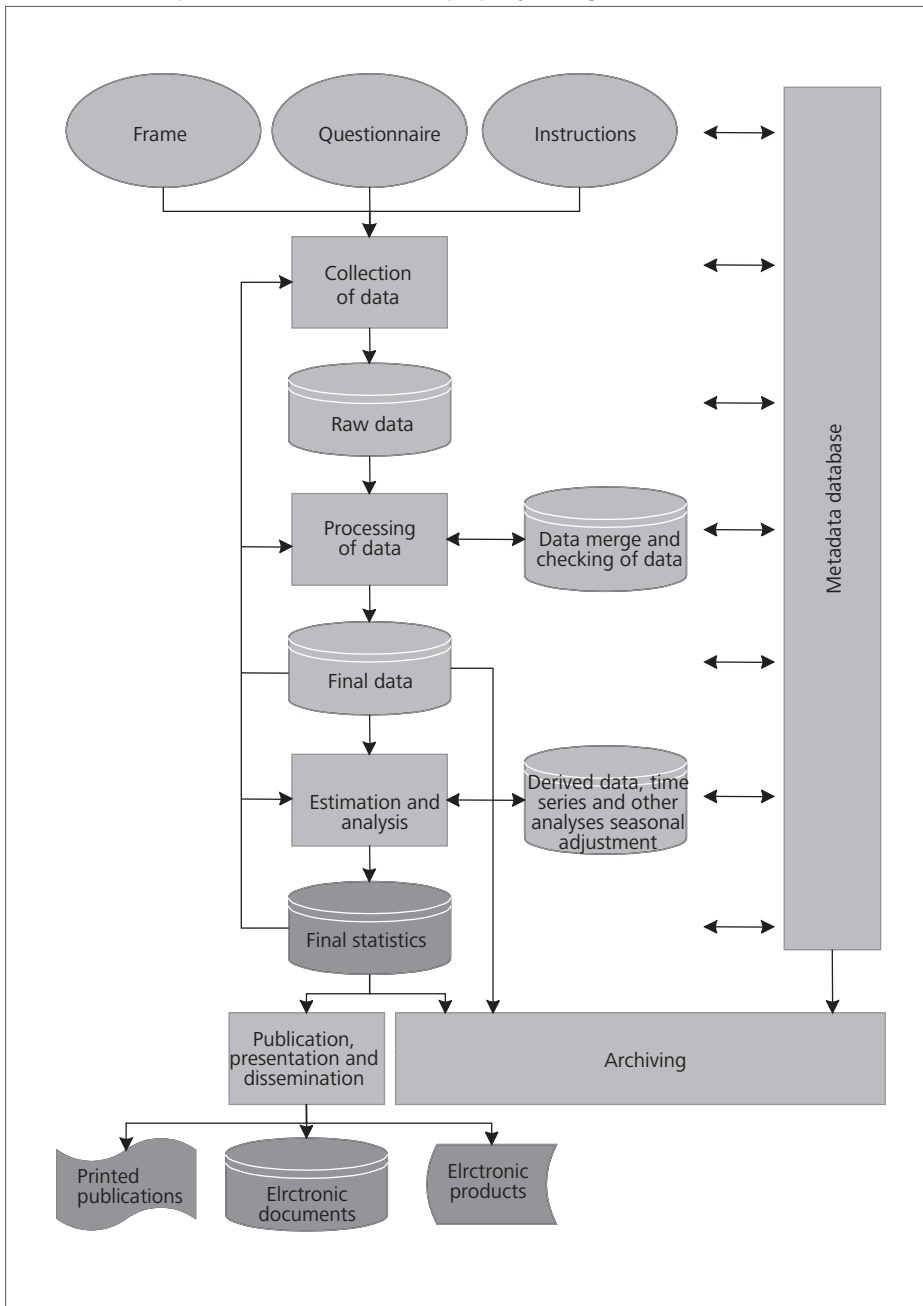 Frame
Questionnaire
Instructions
Collection
of data
Raw data
Processing
of data
Data merge and
checking of data
Final data
Estimation and
analysis
Derived data, time
series and other
analyses seasonal
adjustment
Final statistics
Metadata database
Publication,
presentation and
dissemination
Archiving
Printed
publications
Elrctronic
documents
Elrctronic
products